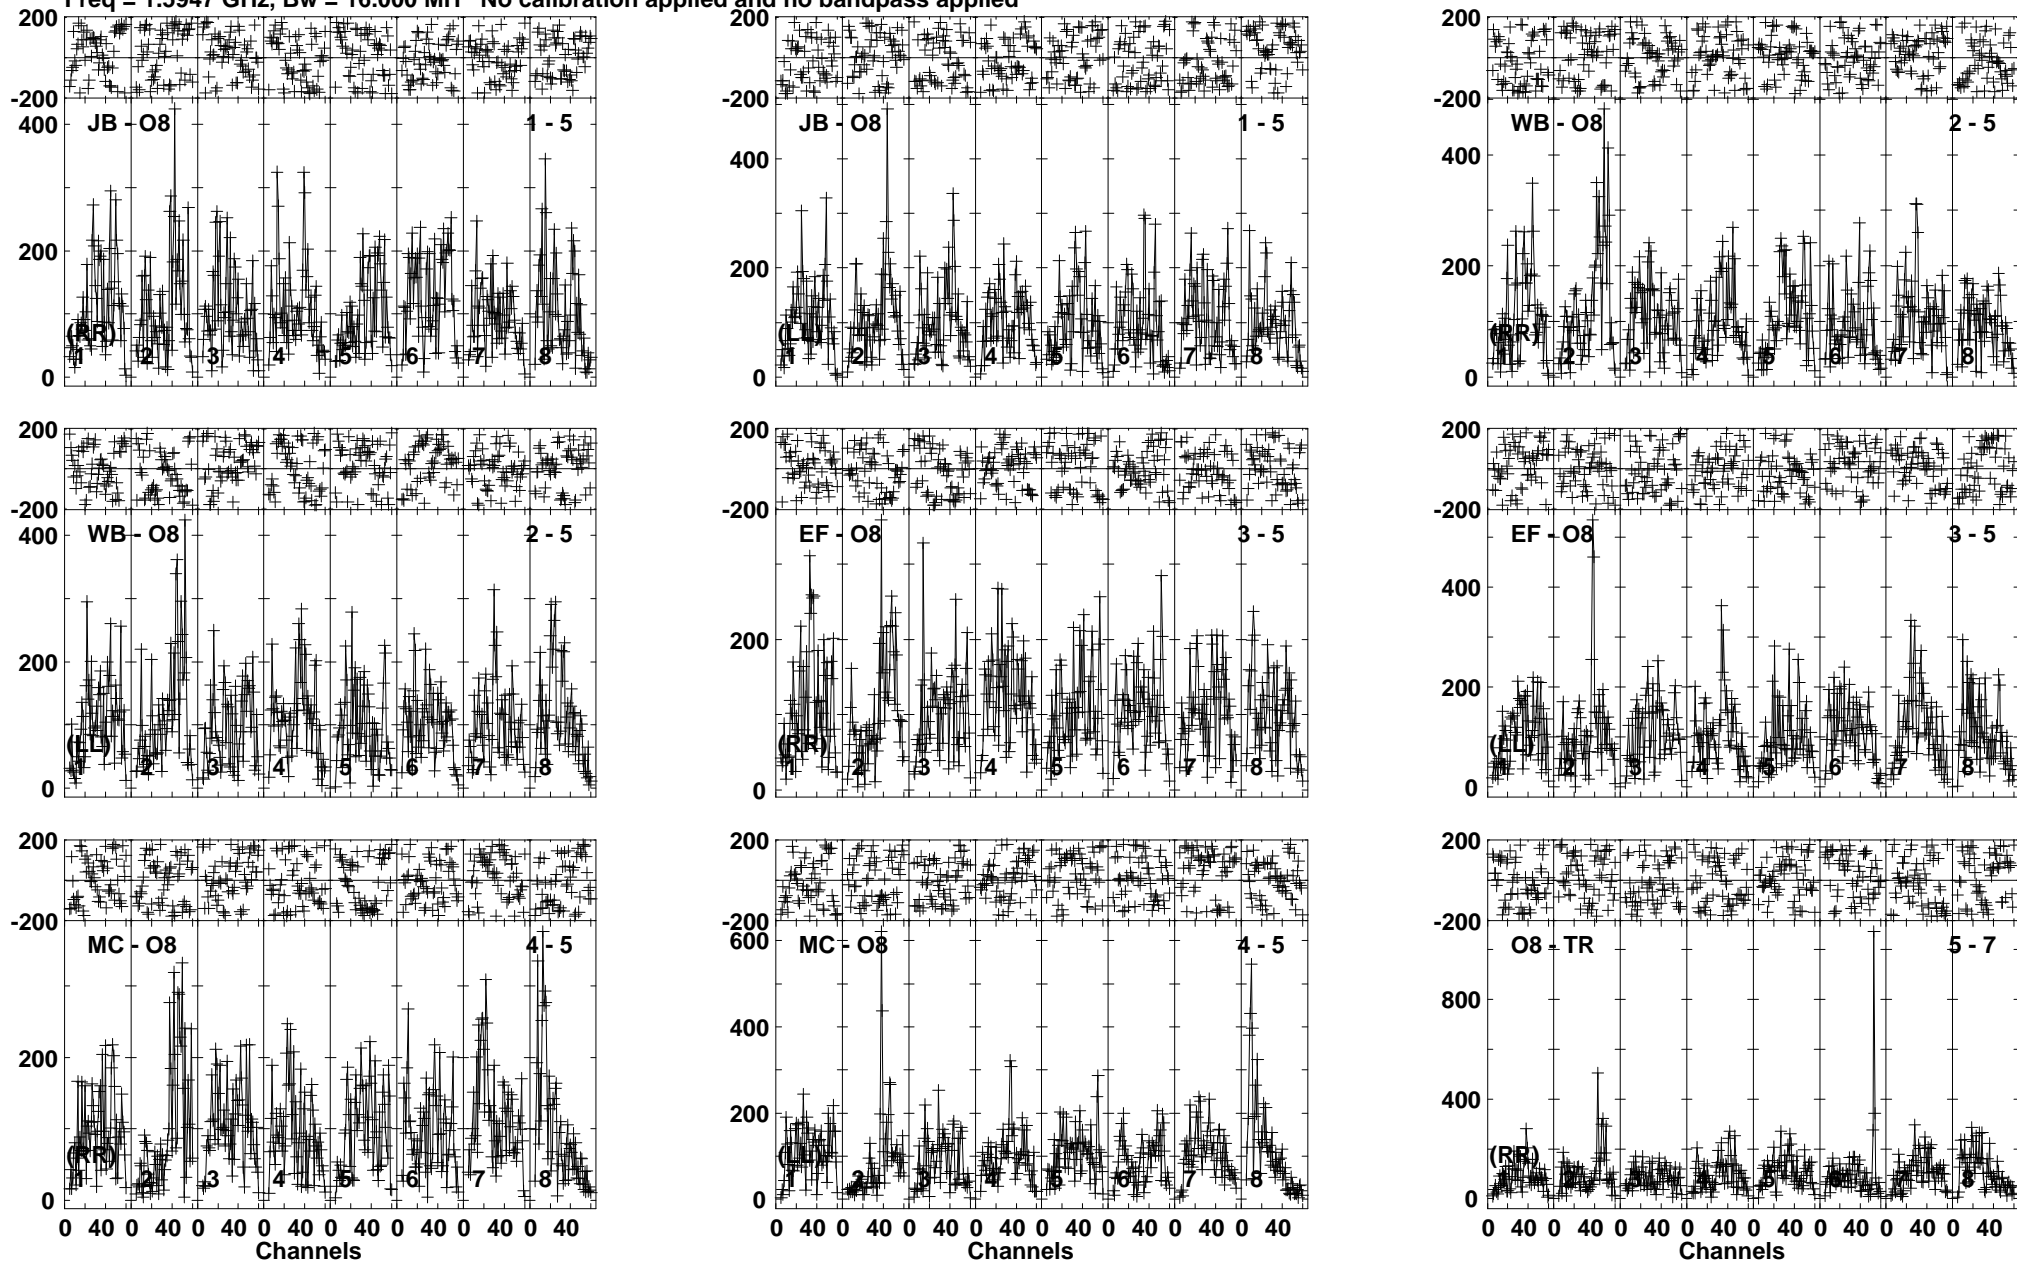 Freq = 1.5947 GHz, Bw = 16.000 MH No calibration applied and no bandpass applied
200 200 200
-200 -200 -200
JB - O8 1 - 5 JB - O8 1 - 5 WB - O8 2 - 5
400 400 400
200 200 200
(RR) (LL) (RR)
1 2 3 4 5 6 7 8 1 2 3 4 5 6 7 8 1 2 3 4 5 6 7 8
0 0 0
200 200 200
-200 -200 -200
WB - O8 2 - 5 EF - O8 3 - 5 EF - O8 3 - 5
400 400
200 200 200
(LL) (RR) (LL)
1 2 3 4 5 6 7 8 1 2 3 4 5 6 7 8 1 2 3 4 5 6 7 8
0 0 0
200 200 200
-200 -200 -200
MC - O8 4 - 5 MC - O8 4 - 5 O8 - TR 5 - 7
600
800
400
200 200 400
(RR) (LL) (RR)
1 2 3 4 5 6 7 8 1 2 3 4 5 6 7 8 1 2 3 4 5 6 7 8
0 0 0
0 40 0 40 0 40 0 40 0 40 0 40 0 40 0 40 0 40 0 40 0 40 0 40 0 40 0 40 0 40 0 40 0 40 0 40 0 40 0 40 0 40 0 40 0 40 0 40
Channels Channels Channels